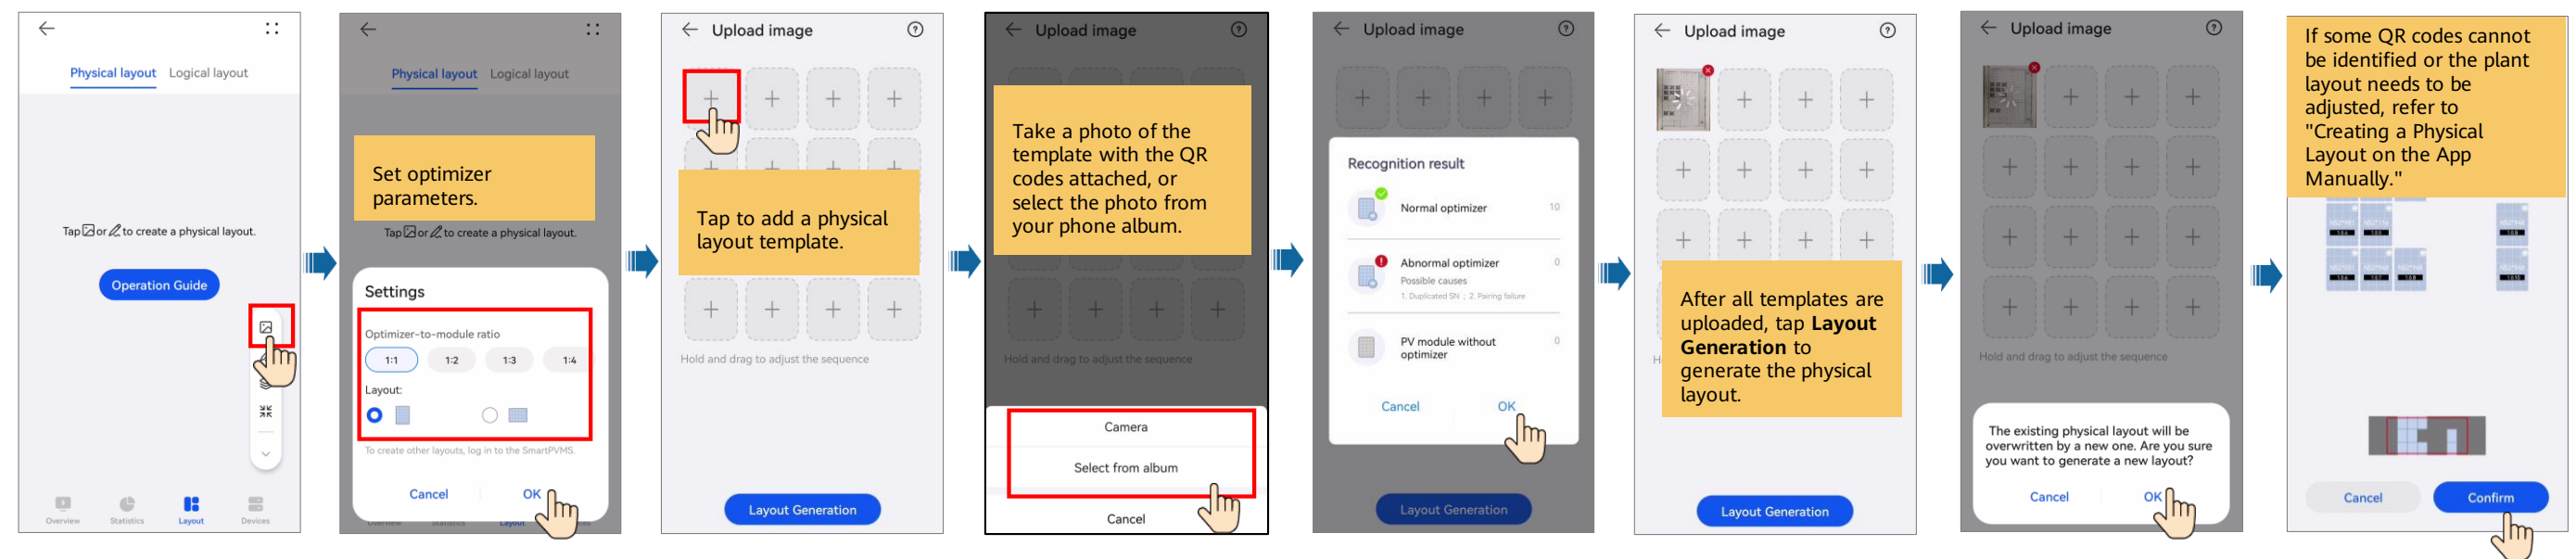 Physical layout Logical layout
Tap or to create a physical layout.
Operation Guide
Overview Statistics Layout Devices
Physical layout Logical layout
Set optimizer
parameters.
Tap or to create a physical layout.
Settings
Optimizer-to-module ratio
1:1 1:2 1:3 1:4
Layout:
To create other layouts, log in to the SmartPVMS.
Cancel OK
Overview Statistics Layout
Upload image
Tap to add a physical
layout template.
Hold and drag to adjust the sequence
Layout Generation
Upload image
Take a photo of the
template with the QR
codes attached, or
select the photo from
your phone album.
Hold and drag to adjust the sequence
Camera
Select from album
Cancel
Upload image
Recognition result
Normal optimizer 10
Abnormal optimizer 0
Possible causes
1. Duplicated SN ; 2. Pairing failure
PV module without 0
optimizer
Cancel OK
Layout Generation
Upload image
After all templates are
uploaded, tap Layout
Generation to
generate the physical
layout.
Layout Generation
Upload image
Hold and drag to adjust the sequence
The existing physical layout will be
overwritten by a new one. Are you sure
you want to generate a new layout?
Cancel OK
If some QR codes cannot
be identified or the plant
layout needs to be
adjusted, refer to
"Creating a Physical
Layout on the App
Manually."
Cancel Confirm